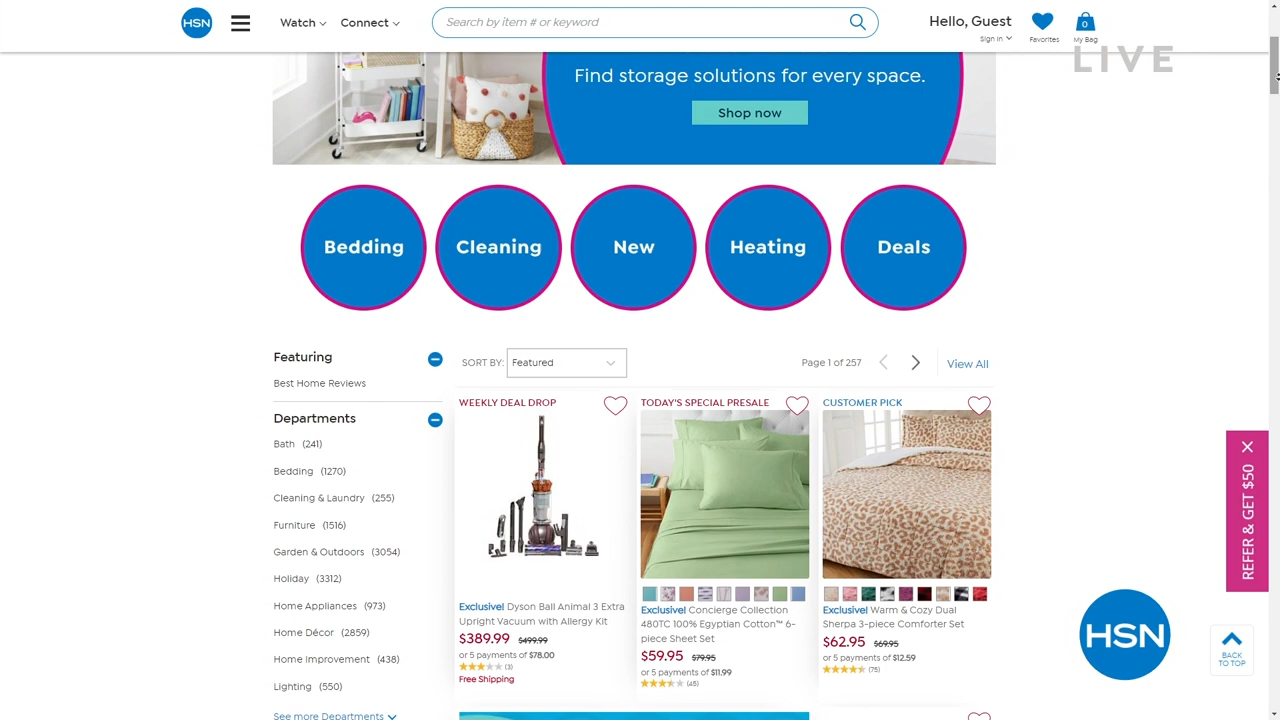 HSN
Watch
Connect
Search by item # or keyword
Hello, Guest
Sign In
Favorites
0
My Bag
LIVE
Find storage solutions for every space.
Shop now
Bedding
Cleaning
New
Heating
Deals
Featuring
Best Home Reviews
Departments
Bath (241)
Bedding (1270)
Cleaning & Laundry (255)
Furniture (1516)
Garden & Outdoors (3054)
Holiday (3312)
Home Appliances (973)
Home Décor (2859)
Home Improvement (438)
Lighting (550)
See more Departments
SORT BY: Featured
Page 1 of 257
View All
WEEKLY DEAL DROP
Exclusive! Dyson Ball Animal 3 Extra
Upright Vacuum with Allergy Kit
$389.99 $499.99
or 5 payments of $78.00
(3)
Free Shipping
TODAY'S SPECIAL PRESALE
Exclusive! Concierge Collection
480TC 100% Egyptian Cotton™ 6-
piece Sheet Set
$59.95 $79.95
or 5 payments of $11.99
(45)
CUSTOMER PICK
Exclusive! Warm & Cozy Dual
Sherpa 3-piece Comforter Set
$62.95 $69.95
or 5 payments of $12.59
(75)
REFER & GET $50
HSN
BACK
TO TOP